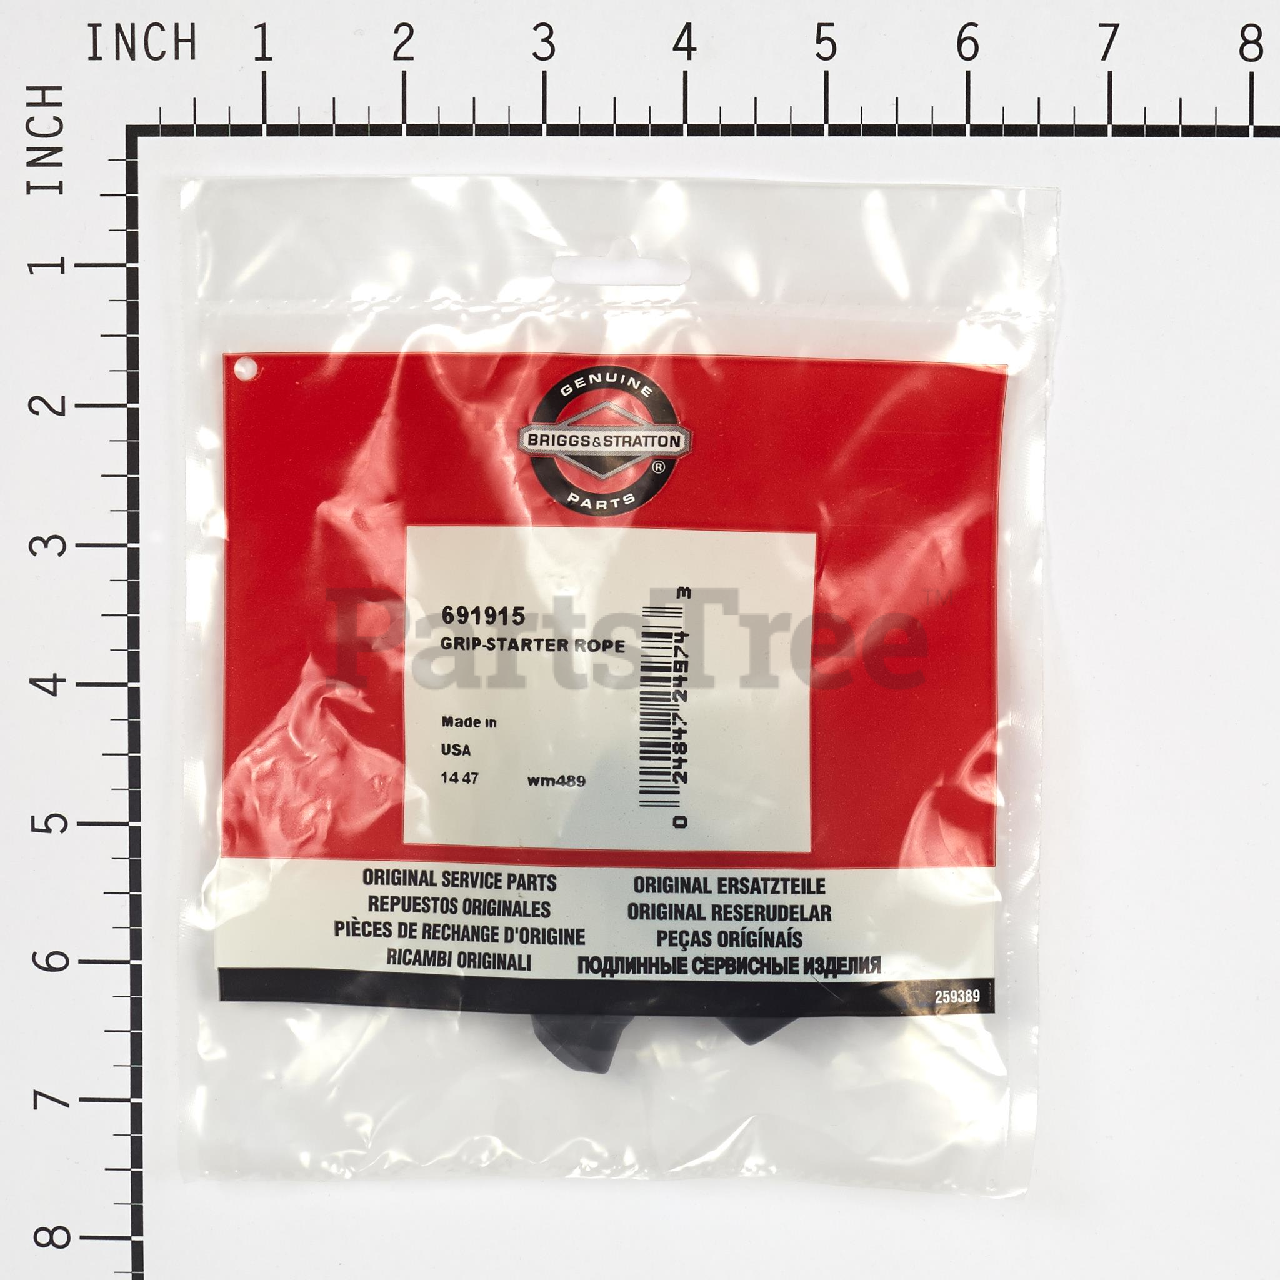 INCH 1 2 3 4 5 6 7 8
INCH 1 2 3 4 5 6 7 8
GENUINE
BRIGGS&STRATTON
®
PARTS
691915
GRIP-STARTER ROPE
Made in
USA
14 47 wm489
0 24847 24974 3
PartsTree™
ORIGINAL SERVICE PARTS
REPUESTOS ORIGINALES
PIÈCES DE RECHANGE D'ORIGINE
RICAMBI ORIGINALI
ORIGINAL ERSATZTEILE
ORIGINAL RESERUDELAR
PEÇAS ORÍGÍNAÍS
ПОДЛИННЫЕ СЕРВИСНЫЕ ИЗДЕЛИЯ
259389